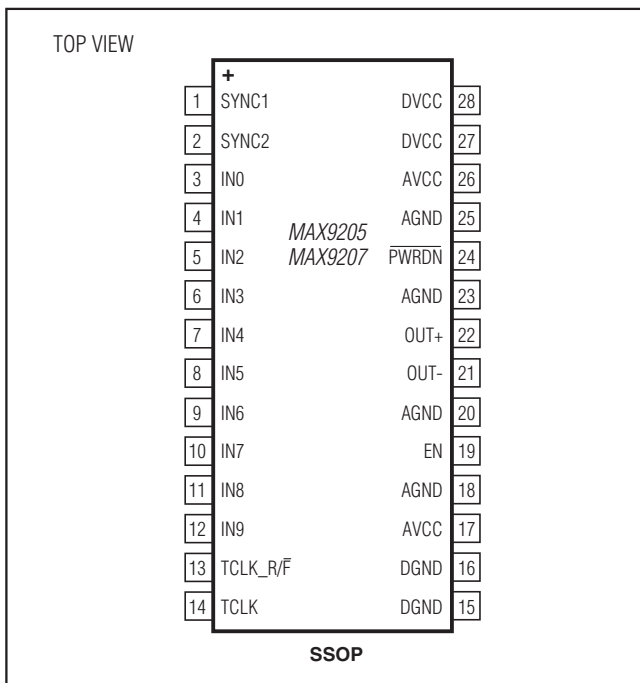 TOP VIEW
+
1 SYNC1 DVCC 28
2 SYNC2 DVCC 27
3 IN0 AVCC 26
4 IN1 AGND 25
MAX9205
5 IN2 MAX9207 P̅W̅R̅D̅N̅ 24
6 IN3 AGND 23
7 IN4 OUT+ 22
8 IN5 OUT- 21
9 IN6 AGND 20
10 IN7 EN 19
11 IN8 AGND 18
12 IN9 AVCC 17
13 TCLK_R/F̅ DGND 16
14 TCLK DGND 15
SSOP